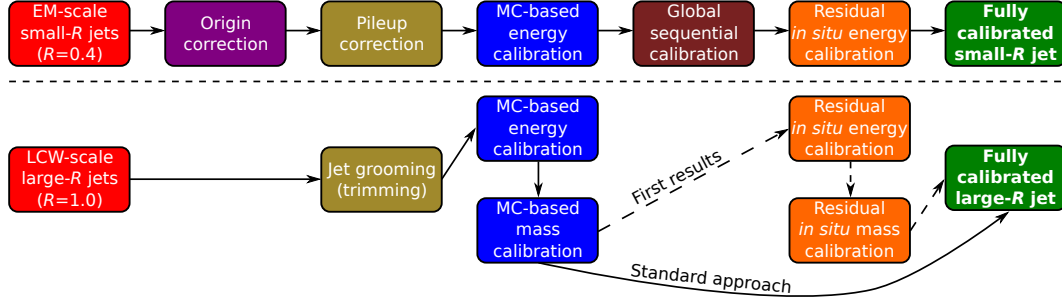 EM-scale
small-R jets
(R=0.4)
Origin
correction
Pileup
correction
MC-based
energy
calibration
Global
sequential
calibration
Residual
in situ energy
calibration
Fully
calibrated
small-R jet
LCW-scale
large-R jets
(R=1.0)
Jet grooming
(trimming)
MC-based
energy
calibration
MC-based
mass
calibration
First results
Residual
in situ energy
calibration
Residual
in situ mass
calibration
Fully
calibrated
large-R jet
Standard approach